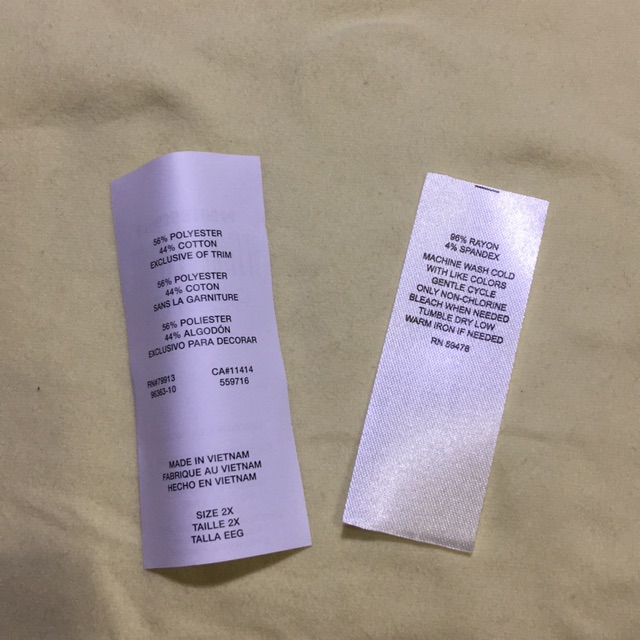 56% POLYESTER
44% COTTON
EXCLUSIVE OF TRIM
56% POLYESTER
44% COTON
SANS LA GARNITURE
56% POLIESTER
44% ALGODÓN
EXCLUSIVO PARA DECORAR
RN#79913 CA#11414
96363-10 559716
MADE IN VIETNAM
FABRIQUE AU VIETNAM
HECHO EN VIETNAM
SIZE 2X
TAILLE 2X
TALLA EEG
96% RAYON
4% SPANDEX
MACHINE WASH COLD
WITH LIKE COLORS
GENTLE CYCLE
ONLY NON-CHLORINE
BLEACH WHEN NEEDED
TUMBLE DRY LOW
WARM IRON IF NEEDED
RN 59478